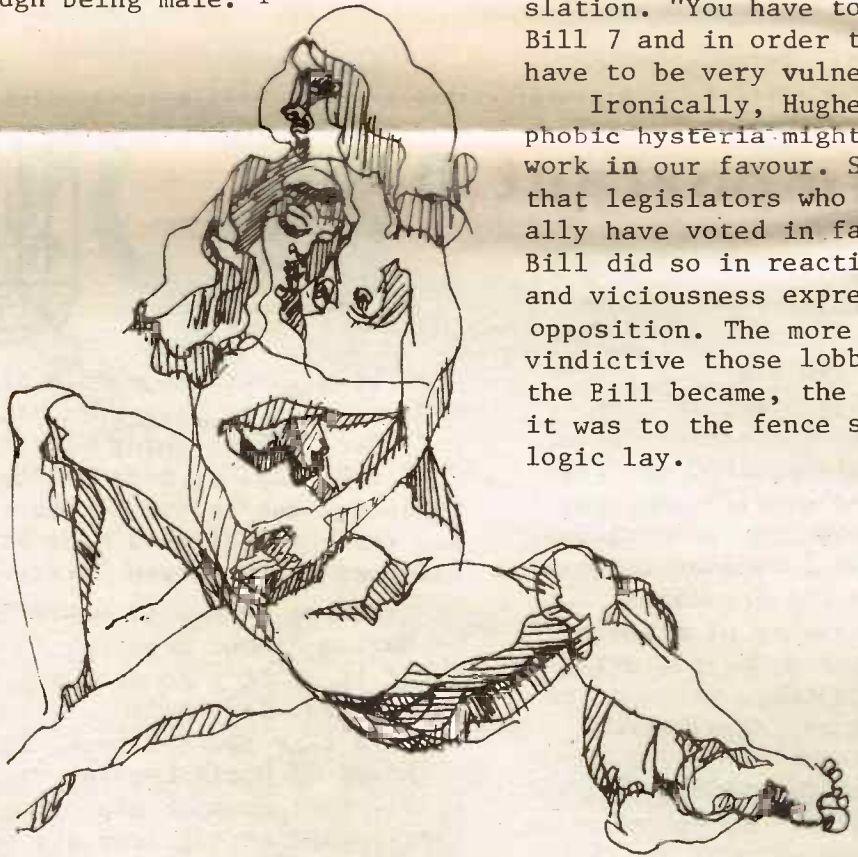 ugh being male.
slation. "You have to
Bill 7 and in order t
have to be very vulne
Ironically, Hughe
phobic hysteria might
work in our favour. S
that legislators who
ally have voted in fa
Bill did so in reacti
and viciousness expre
opposition. The more
vindictive those lobb
the Bill became, the
it was to the fence s
logic lay.